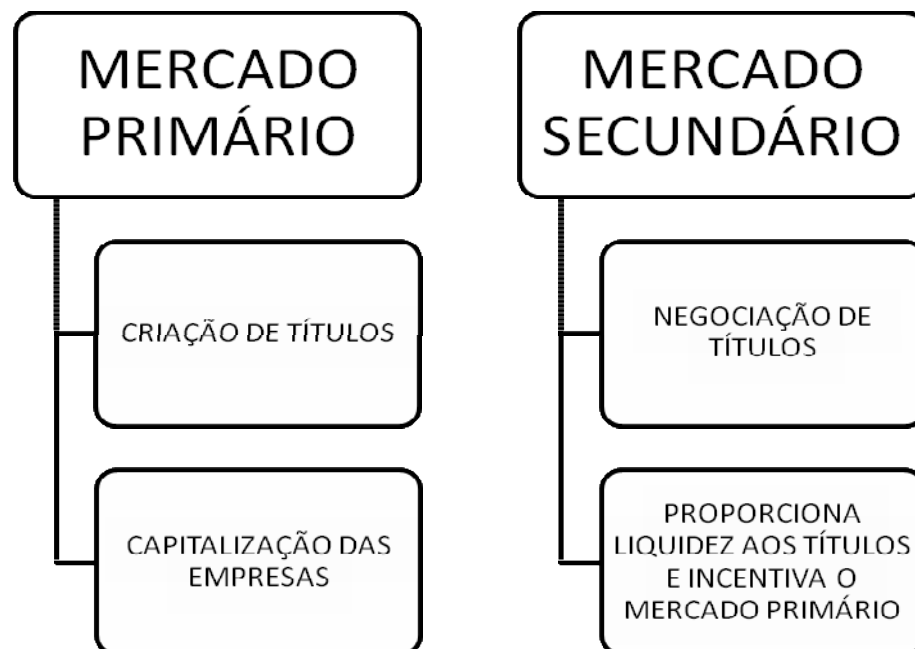 MERCADO
PRIMÁRIO
CRIAÇÃO DE TÍTULOS
CAPITALIZAÇÃO DAS
EMPRESAS
MERCADO
SECUNDÁRIO
NEGOCIAÇÃO DE
TÍTULOS
PROPORCIONA
LIQUIDEZ AOS TÍTULOS
E INCENTIVA O
MERCADO PRIMÁRIO